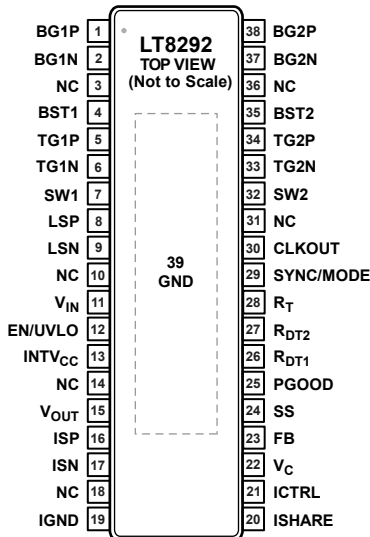 LT8292
TOP VIEW
(Not to Scale)
BG1P 1
BG1N 2
NC 3
BST1 4
TG1P 5
TG1N 6
SW1 7
LSP 8
LSN 9
NC 10
VIN 11
EN/UVLO 12
INTVCC 13
NC 14
VOUT 15
ISP 16
ISN 17
NC 18
IGND 19
39
GND
38 BG2P
37 BG2N
36 NC
35 BST2
34 TG2P
33 TG2N
32 SW2
31 NC
30 CLKOUT
29 SYNC/MODE
28 RT
27 RDT2
26 RDT1
25 PGOOD
24 SS
23 FB
22 VC
21 ICTRL
20 ISHARE